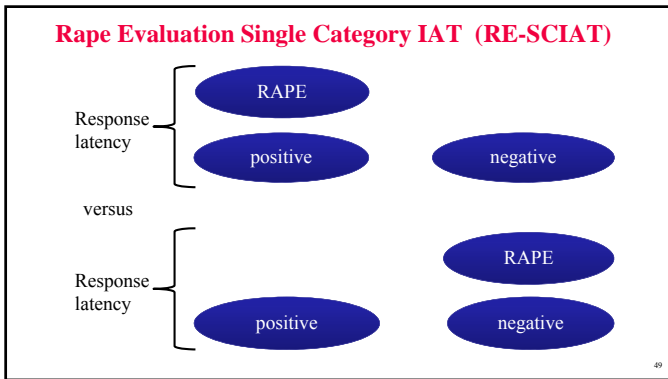 Rape Evaluation Single Category IAT (RE-SCIAT)
RAPE
Response
latency
positive negative
versus
RAPE
Response
latency
positive negative
49